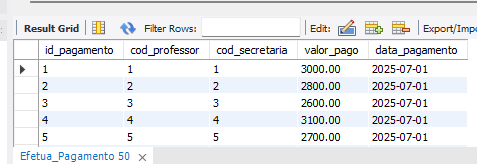 Result Grid Filter Rows: Edit: Export/Impo
id_pagamento cod_professor cod_secretaria valor_pago data_pagamento
1 1 1 3000.00 2025-07-01
2 2 2 2800.00 2025-07-01
3 3 3 2600.00 2025-07-01
4 4 4 3100.00 2025-07-01
5 5 5 2700.00 2025-07-01
Efetua_Pagamento 50